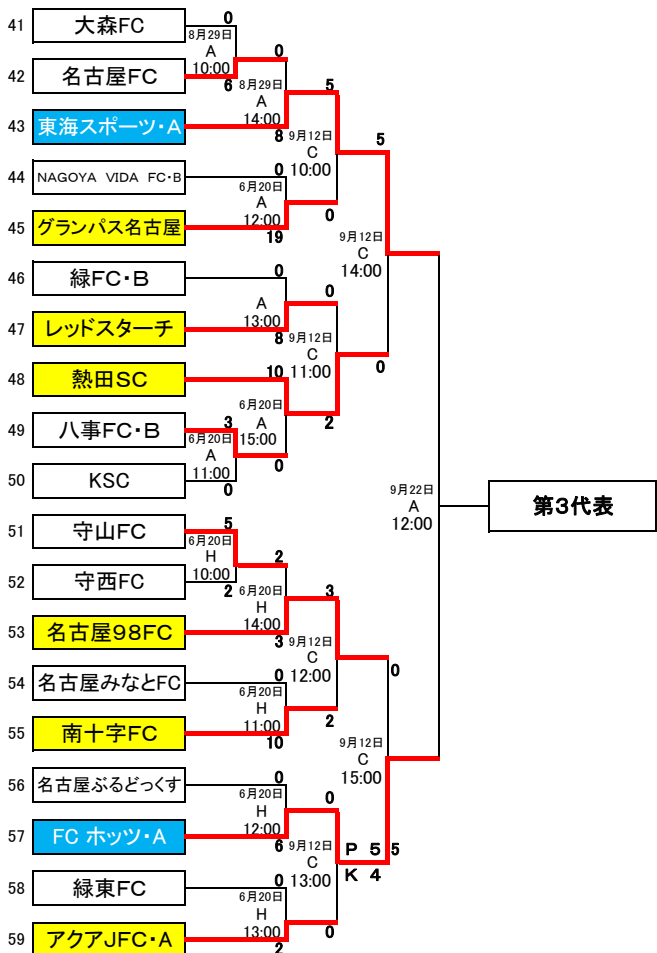 41 大森FC
0
8月29日
A
10:00
42 名古屋FC
6
0
8月29日
A
14:00
43 東海スポーツ・A
8
5
9月12日
C
10:00
44 NAGOYA VIDA FC・B
0
6月20日
A
12:00
45 グランパス名古屋
19
0
5
9月12日
C
14:00
46 緑FC・B
0
A
13:00
47 レッドスターチ
8
0
9月12日
C
11:00
48 熱田SC
10
6月20日
A
15:00
2
0
49 八事FC・B
3
6月20日
A
11:00
0
50 KSC
0
9月22日
A
12:00
第3代表
51 守山FC
5
6月20日
H
10:00
52 守西FC
2
2
6月20日
H
14:00
53 名古屋98FC
3
3
9月12日
C
12:00
54 名古屋みなとFC
0
6月20日
H
11:00
55 南十字FC
10
2
0
9月12日
C
15:00
56 名古屋ぶるどっくす
0
6月20日
H
12:00
57 FC ホッツ・A
6
0
9月12日
C
13:00
P 5 5
K 4
58 緑東FC
0
6月20日
H
13:00
59 アクアJFC・A
2
0